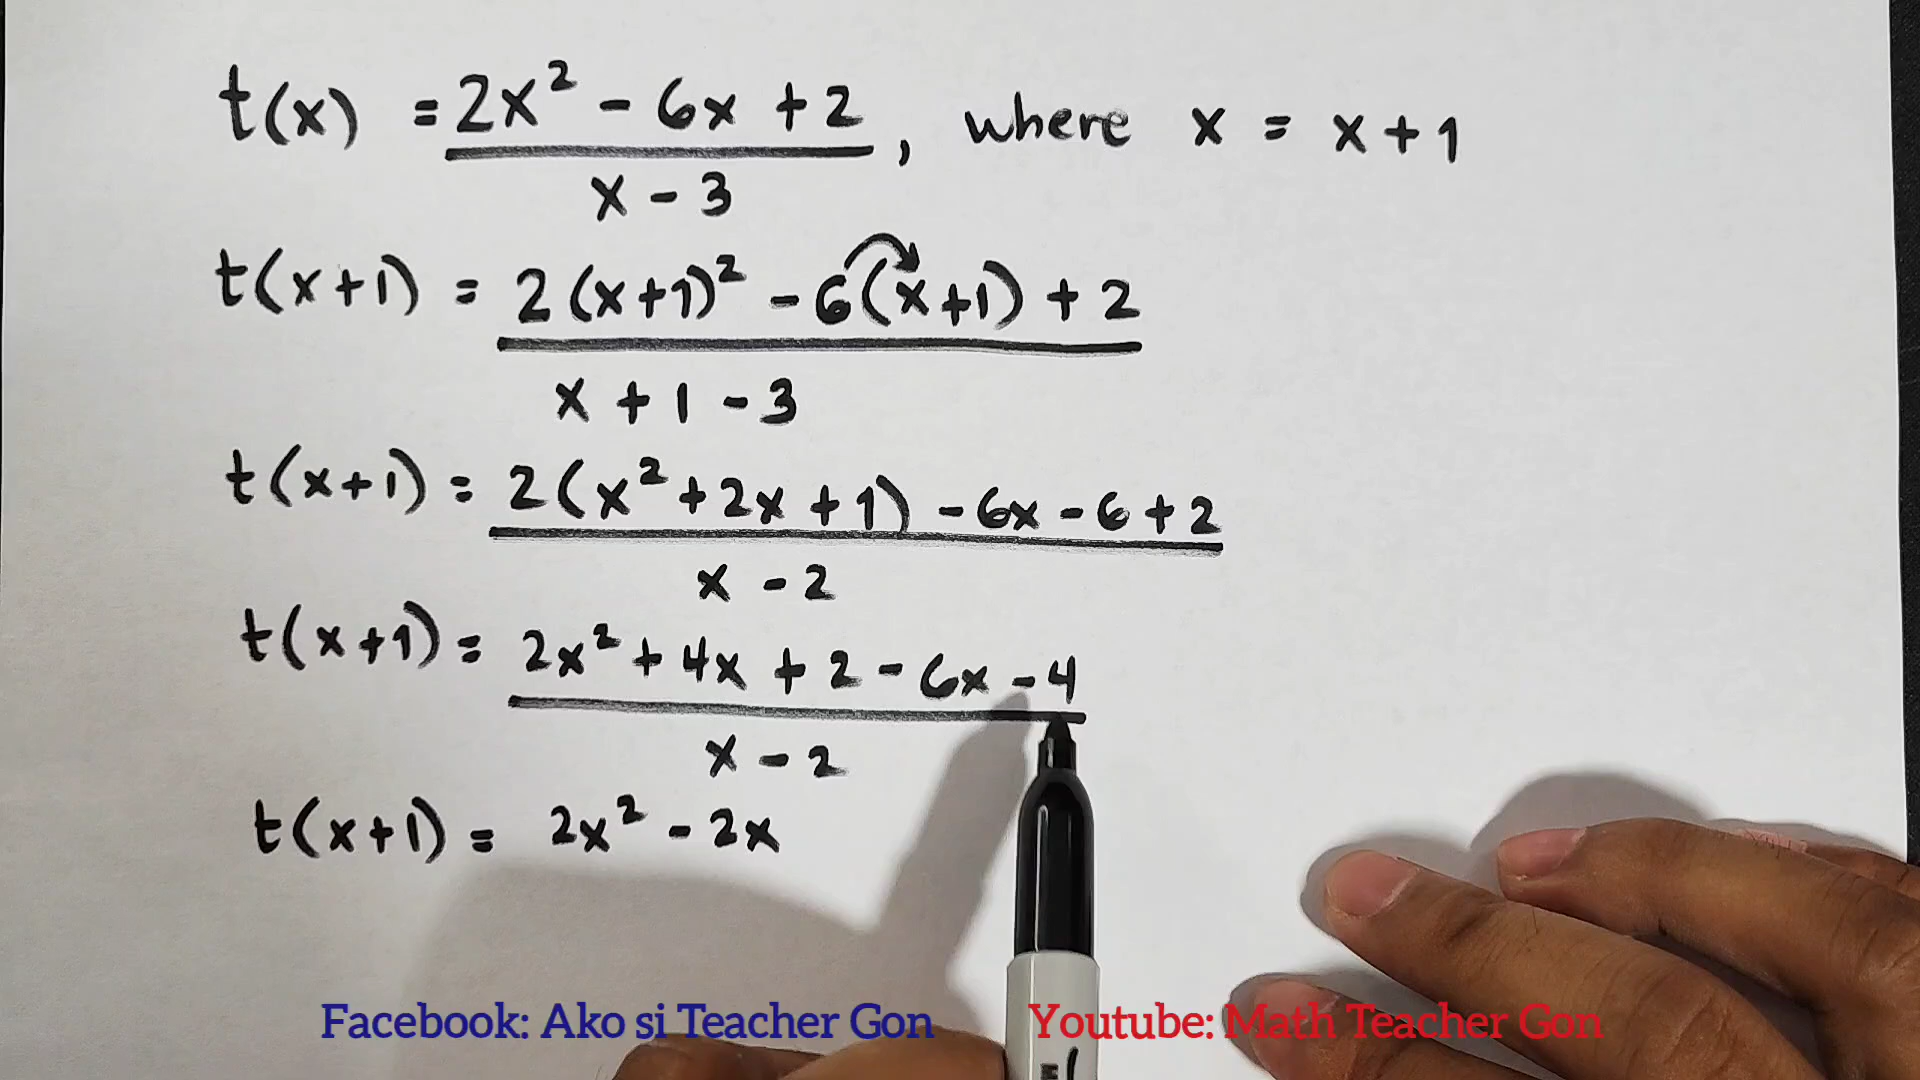 t(x) = 2x² - 6x + 2, where x = x + 1
x - 3
t(x+1) = 2(x+1)² - 6(x+1) + 2
x + 1 - 3
t(x+1) = 2(x² + 2x + 1) - 6x - 6 + 2
x - 2
t(x+1) = 2x² + 4x + 2 - 6x - 4
x - 2
t(x+1) = 2x² - 2x
Facebook: Ako si Teacher Gon Youtube: Math Teacher Gon